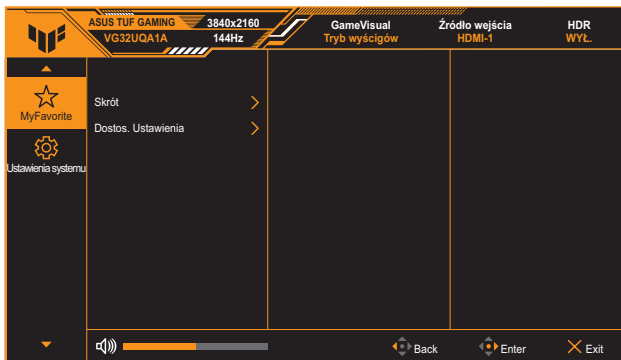 ASUS TUF GAMING 3840x2160 GameVisual Źródło wejścia HDR
VG32UQA1A 144Hz Tryb wyścigów HDMI-1 WYŁ.
MyFavorite
Ustawienia systemu
Skrót
Dostos. Ustawienia
Back Enter Exit